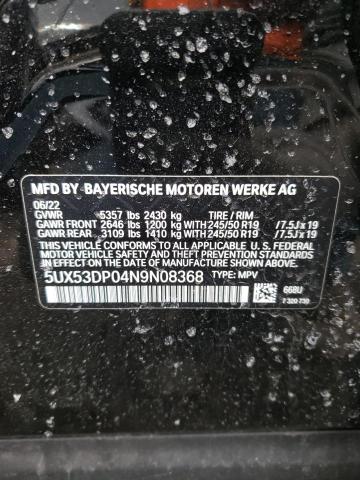 MFD BY BAYERISCHE MOTOREN WERKE AG
06/22
GVWR 5357 lbs 2430 kg TIRE / RIM
GAWR FRONT 2646 lbs 1200 kg WITH 245/50 R19 /7.5J x 19
GAWR REAR 3109 lbs 1410 kg WITH 245/50 R19 /7.5J x 19
THIS VEHICLE CONFORMS TO ALL APPLICABLE U.S. FEDERAL
MOTOR VEHICLE SAFETY STANDARDS IN EFFECT ON THE
DATE OF MANUFACTURE SHOWN ABOVE.
5UX53DP04N9N08368 TYPE: MPV
668U
7 320 730